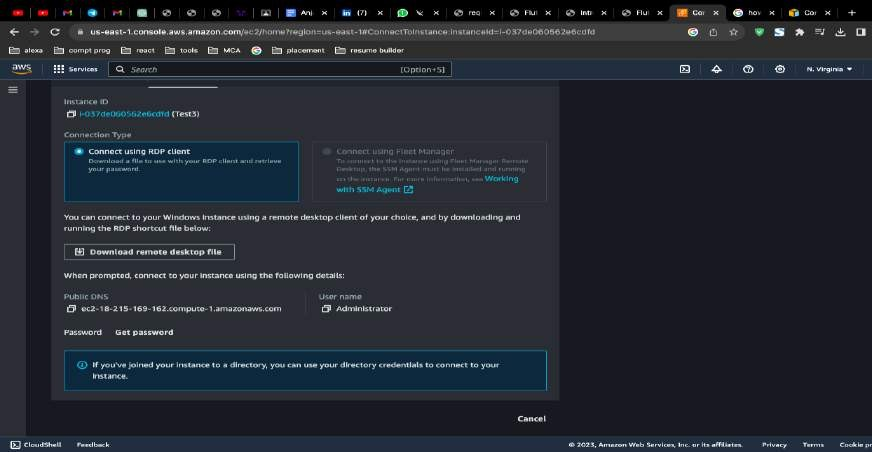 Anj
(7)
req
Flui
Intr
Flui
Con
how
Con
us-east-1.console.aws.amazon.com/ec2/home?region=us-east-1#ConnectToInstance:instanceId=i-037de060562e6cdfd
alexa
compt prog
react
tools
MCA
placement
resume builder
aws
Services
Search
[Option+S]
N. Virginia
Instance ID
i-037de060562e6cdfd (Test3)
Connection Type
Connect using RDP client
Download a file to use with your RDP client and retrieve
your password.
Connect using Fleet Manager
To connect to the instance using Fleet Manager Remote
Desktop, the SSM Agent must be installed and running
on the instance. For more information, see Working
with SSM Agent
You can connect to your Windows instance using a remote desktop client of your choice, and by downloading and
running the RDP shortcut file below:
Download remote desktop file
When prompted, connect to your instance using the following details:
Public DNS
User name
ec2-18-215-169-162.compute-1.amazonaws.com
Administrator
Password Get password
If you've joined your instance to a directory, you can use your directory credentials to connect to your
instance.
Cancel
CloudShell
Feedback
© 2023, Amazon Web Services, Inc. or its affiliates.
Privacy
Terms
Cookie pr